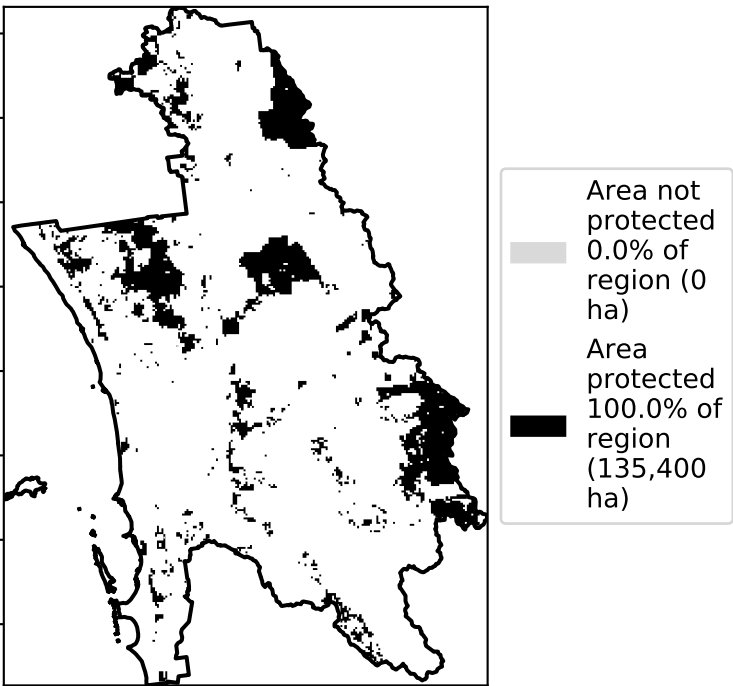 Area not
protected
0.0% of
region (0
ha)
Area
protected
100.0% of
region
(135,400
ha)